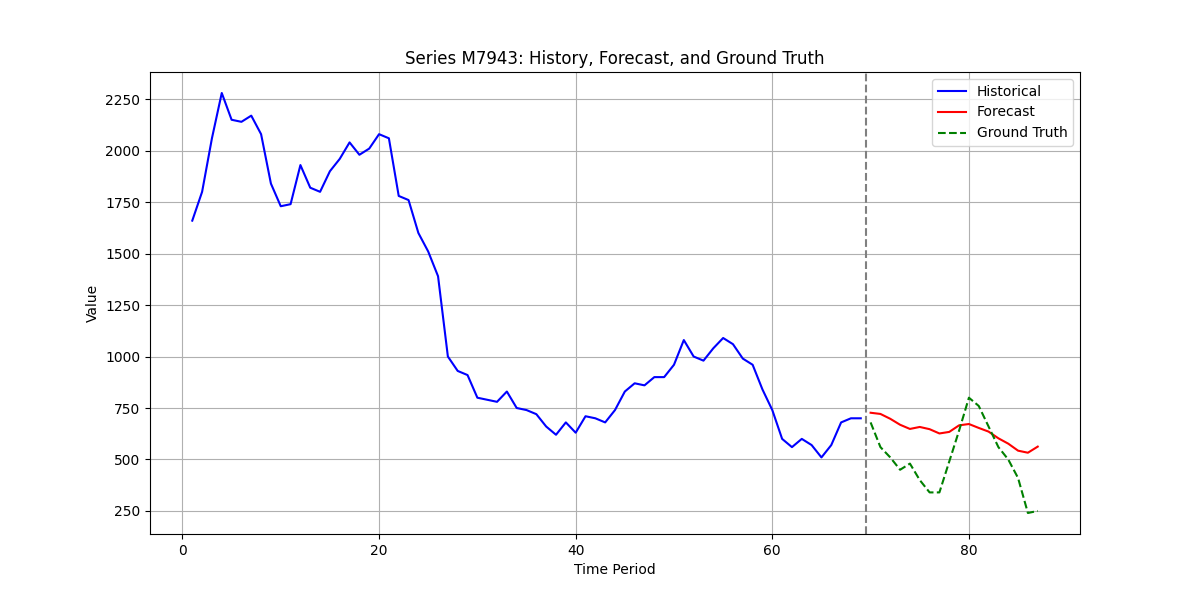 Series M7943: History, Forecast, and Ground Truth
Historical
Forecast
Ground Truth
Value
2250
2000
1750
1500
1250
1000
750
500
250
0 20 40 60 80
Time Period